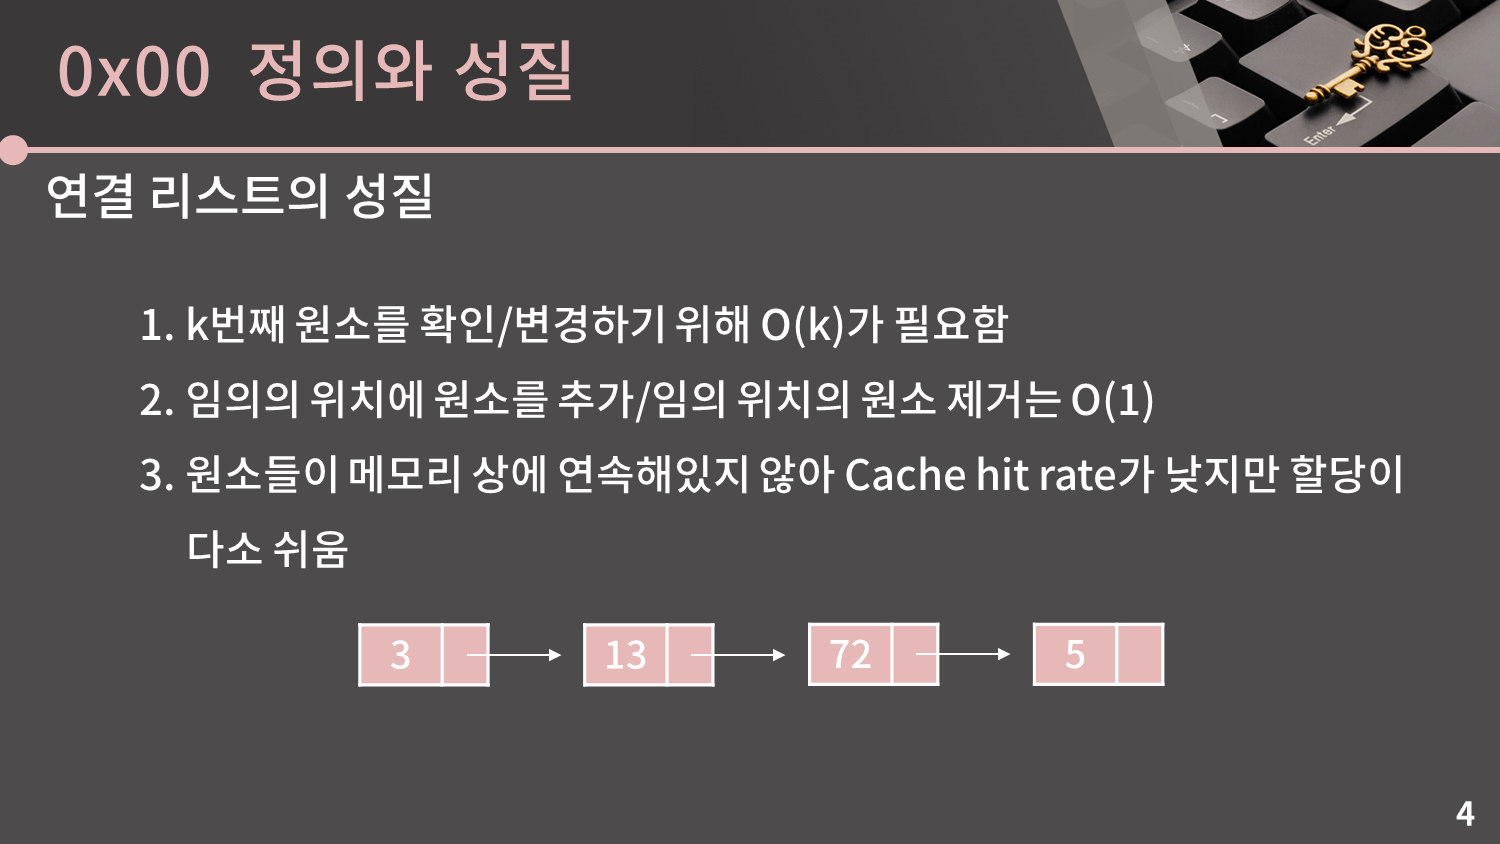 0x00 정의와 성질
Enter
연결 리스트의 성질
1. k번째 원소를 확인/변경하기 위해 O(k)가 필요함
2. 임의의 위치에 원소를 추가/임의 위치의 원소 제거는 O(1)
3. 원소들이 메모리 상에 연속해있지 않아 Cache hit rate가 낮지만 할당이
다소 쉬움
3 13 72 5
4